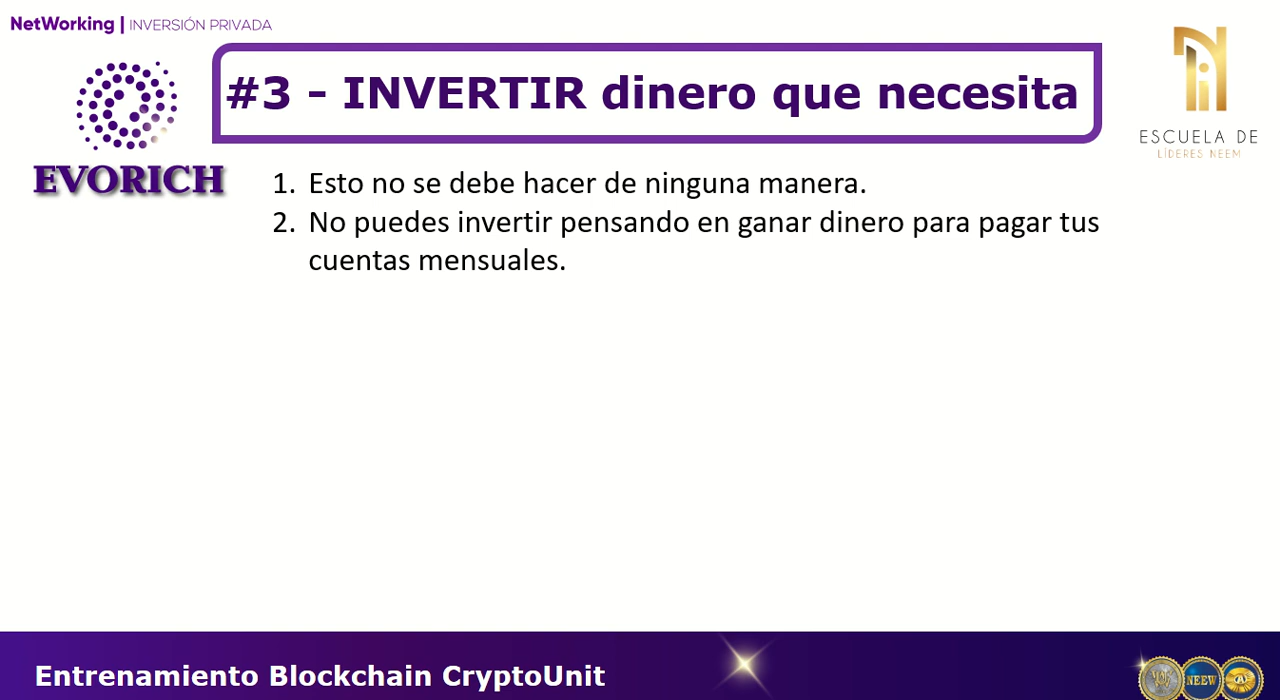 NetWorking | INVERSIÓN PRIVADA
#3 - INVERTIR dinero que necesita
EVORICH
ESCUELA DE
LÍDERES NEEM
1. Esto no se debe hacer de ninguna manera.
2. No puedes invertir pensando en ganar dinero para pagar tus
cuentas mensuales.
Entrenamiento Blockchain CryptoUnit
NEEW